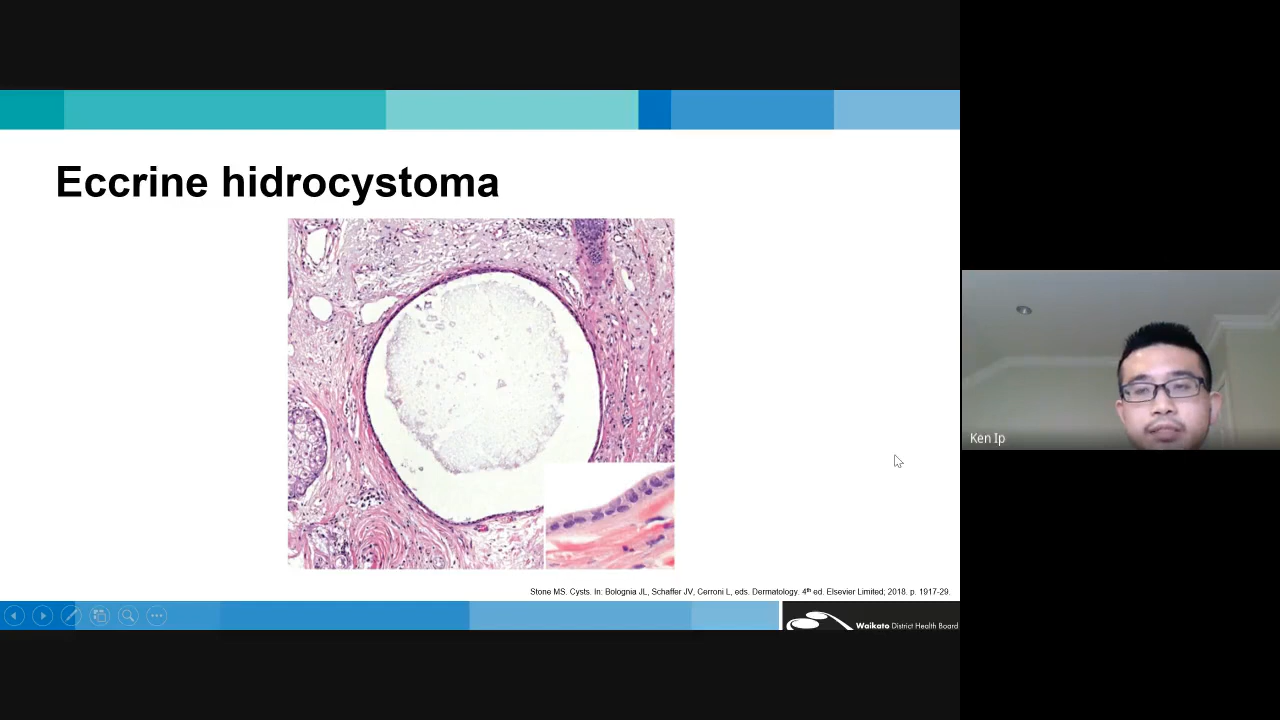 Eccrine hidrocystoma
Ken Ip
Stone MS. Cysts. In: Bolognia JL, Schaffer JV, Cerroni L, eds. Dermatology. 4th ed. Elsevier Limited; 2018. p. 1917-29.
Waikato District Health Board